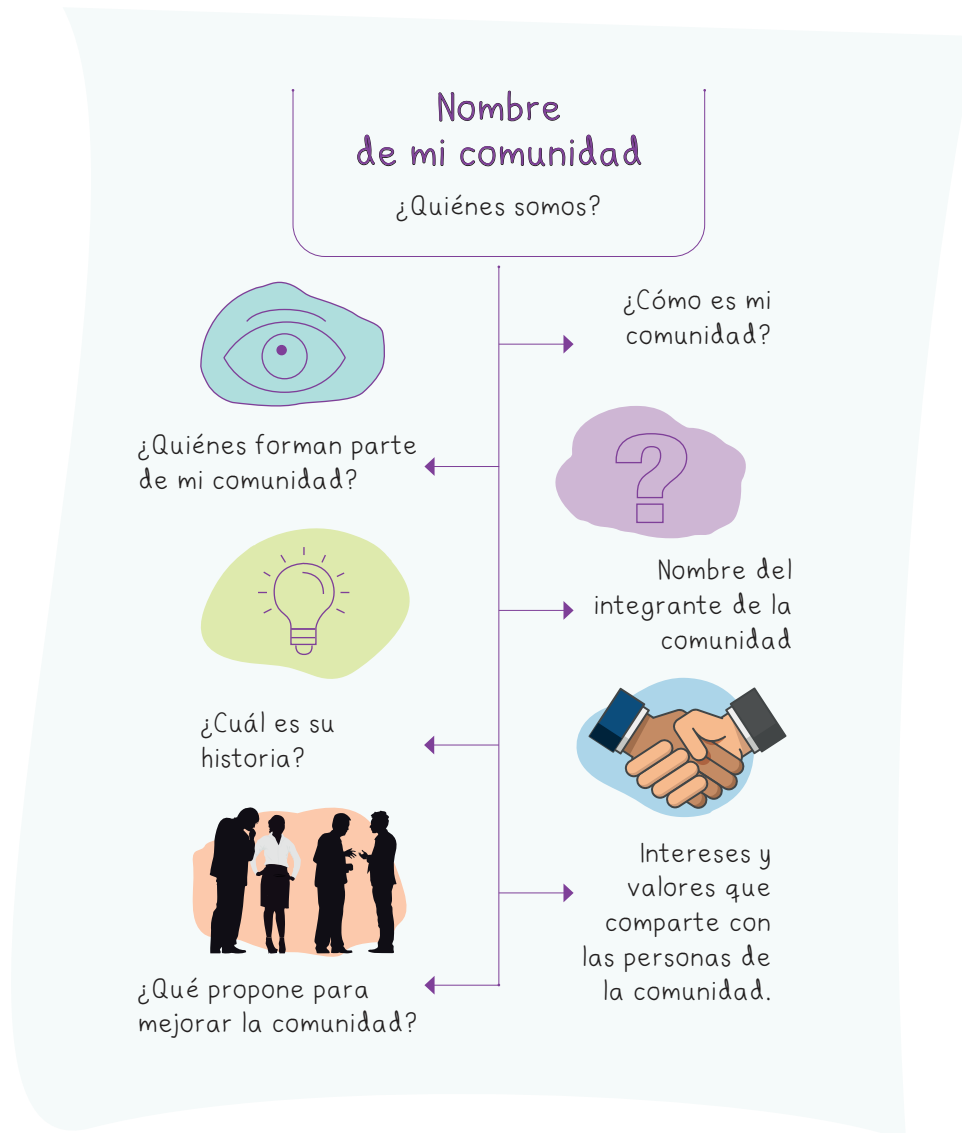 Nombre
de mi comunidad
¿Quiénes somos?
¿Cómo es mi
comunidad?
¿Quiénes forman parte
de mi comunidad?
Nombre del
integrante de la
comunidad
¿Cuál es su
historia?
Intereses y
valores que
comparte con
las personas de
la comunidad.
¿Qué propone para
mejorar la comunidad?